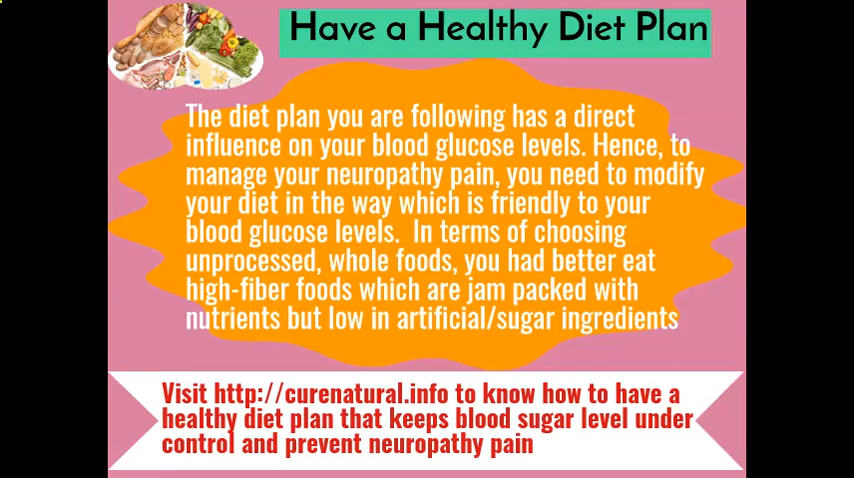 Have a Healthy Diet Plan
The diet plan you are following has a direct
influence on your blood glucose levels. Hence, to
manage your neuropathy pain, you need to modify
your diet in the way which is friendly to your
blood glucose levels.  In terms of choosing
unprocessed, whole foods, you had better eat
high-fiber foods which are jam packed with
nutrients but low in artificial/sugar ingredients
Visit http://curenatural.info to know how to have a
healthy diet plan that keeps blood sugar level under
control and prevent neuropathy pain